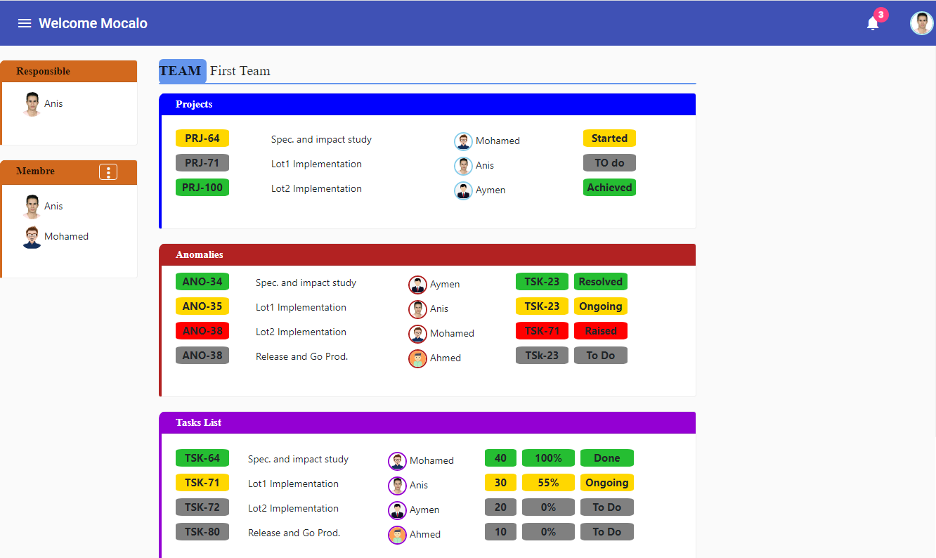 Welcome Mocalo
3
Responsible
Anis
Membre
Anis
Mohamed
TEAM First Team
Projects
PRJ-64 Spec. and impact study Mohamed Started
PRJ-71 Lot1 Implementation Anis TO do
PRJ-100 Lot2 Implementation Aymen Achieved
Anomalies
ANO-34 Spec. and impact study Aymen TSK-23 Resolved
ANO-35 Lot1 Implementation Anis TSK-23 Ongoing
ANO-38 Lot2 Implementation Mohamed TSK-71 Raised
ANO-38 Release and Go Prod. Ahmed TSk-23 To Do
Tasks List
TSK-64 Spec. and impact study Mohamed 40 100% Done
TSK-71 Lot1 Implementation Anis 30 55% Ongoing
TSK-72 Lot2 Implementation Aymen 20 0% To Do
TSK-80 Release and Go Prod. Ahmed 10 0% To Do